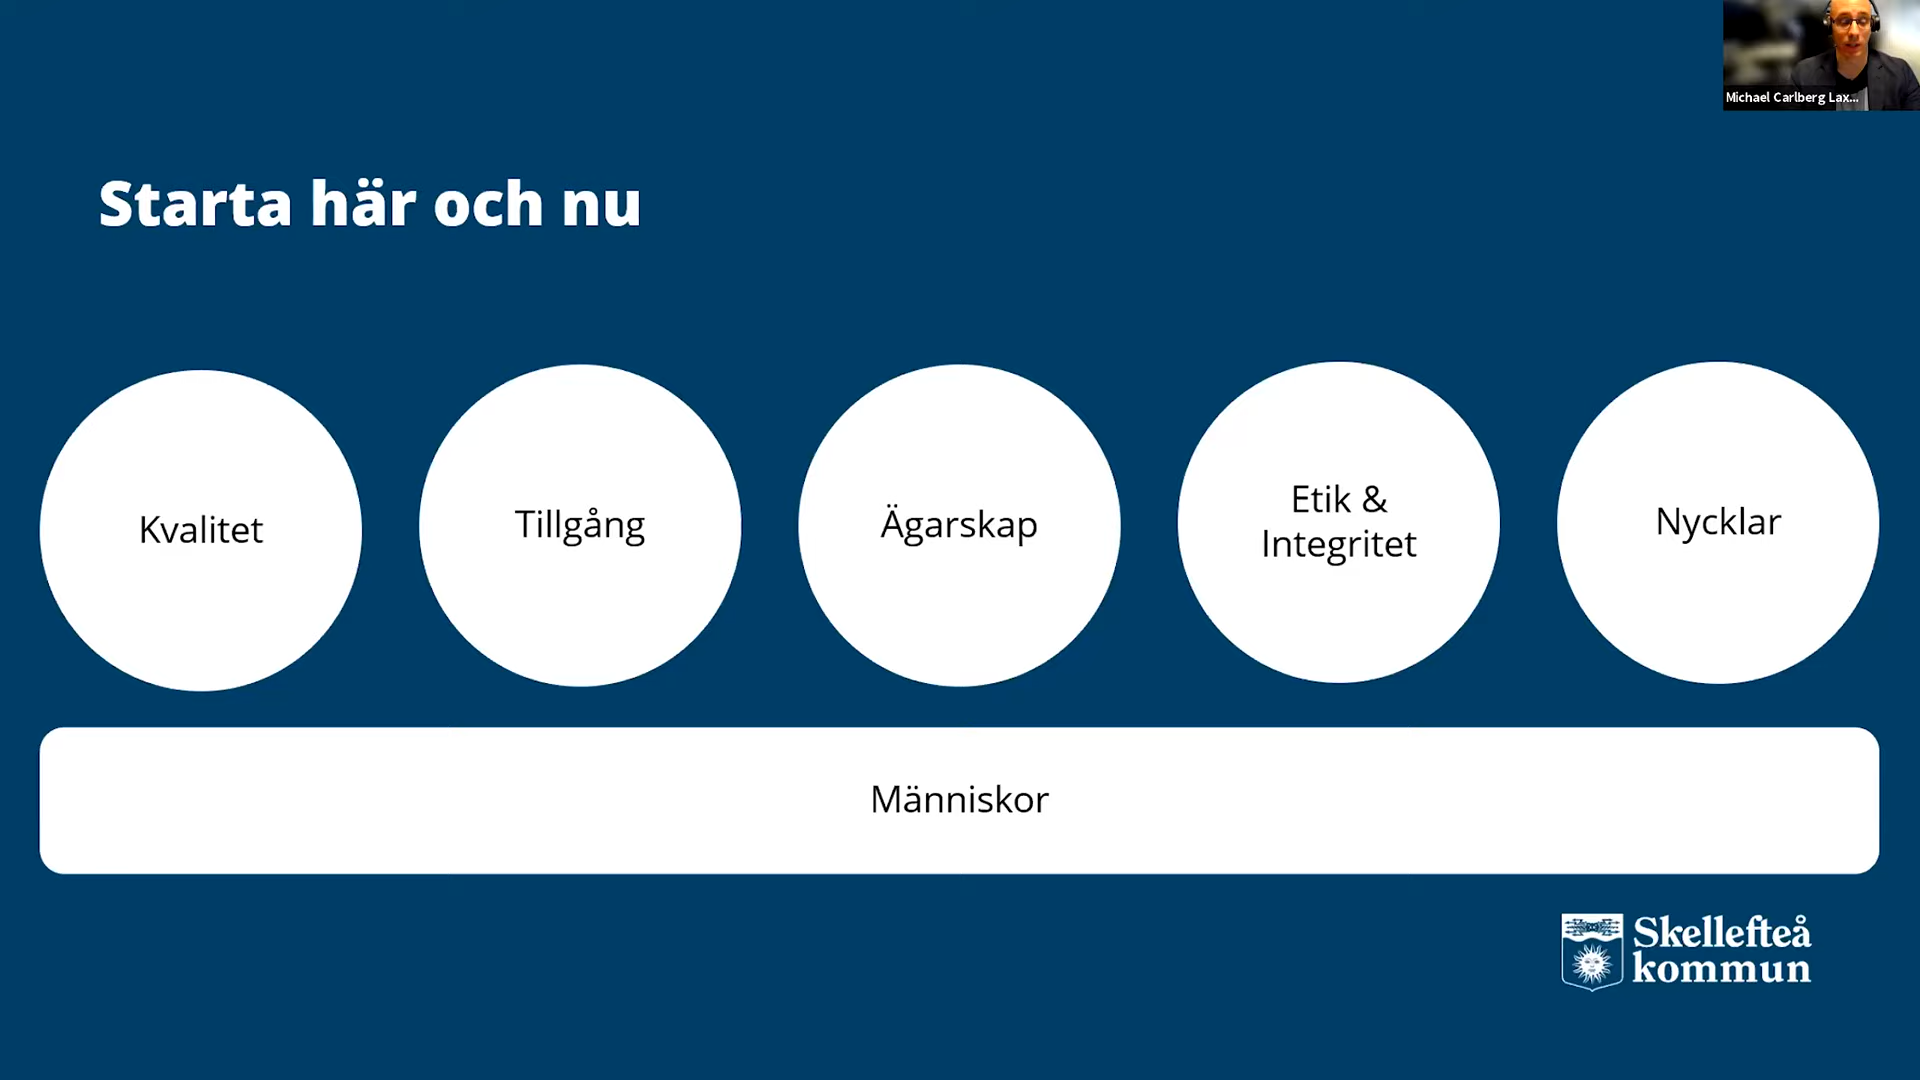 Michael Carlberg Lax...
Starta här och nu
Kvalitet
Tillgång
Ägarskap
Etik &
Integritet
Nycklar
Människor
Skellefteå
kommun